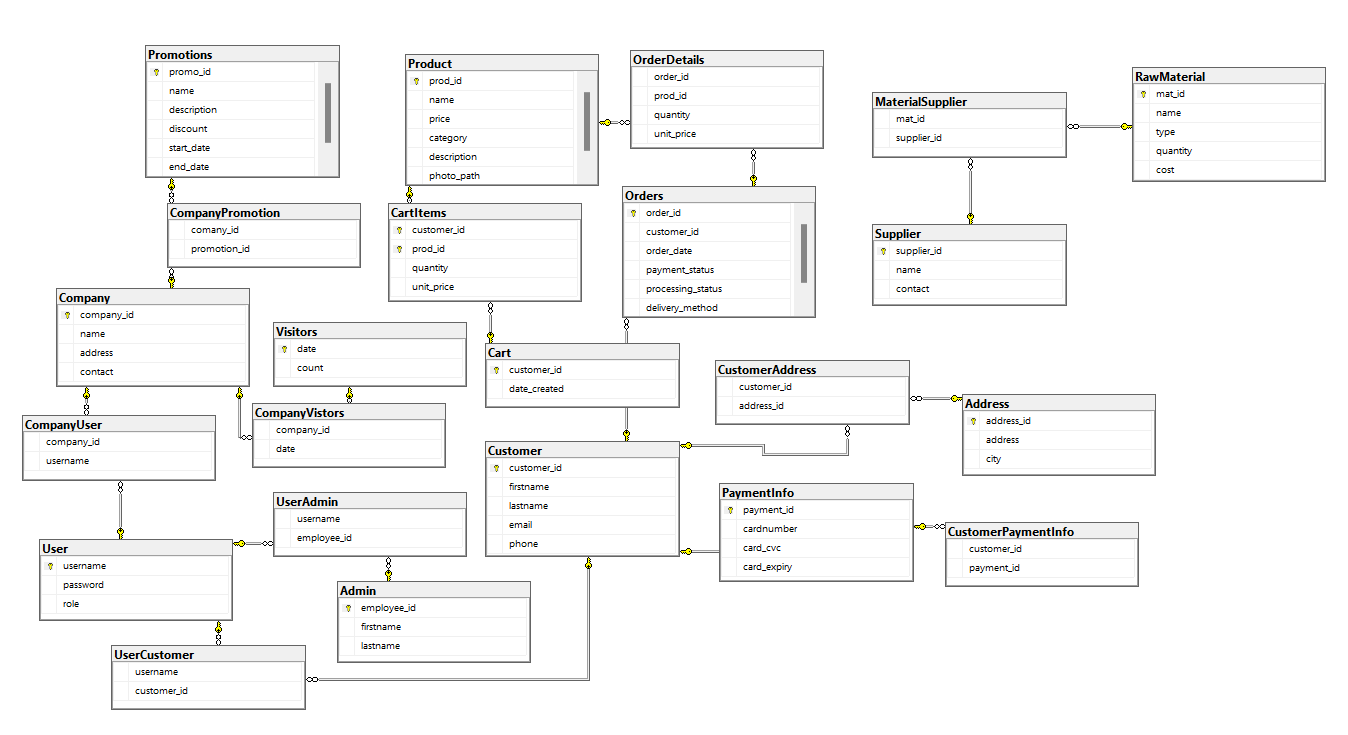 Promotions
promo_id
name
description
discount
start_date
end_date
Product
prod_id
name
price
category
description
photo_path
OrderDetails
order_id
prod_id
quantity
unit_price
MaterialSupplier
mat_id
supplier_id
RawMaterial
mat_id
name
type
quantity
cost
CompanyPromotion
comany_id
promotion_id
CartItems
customer_id
prod_id
quantity
unit_price
Orders
order_id
customer_id
order_date
payment_status
processing_status
delivery_method
Supplier
supplier_id
name
contact
Company
company_id
name
address
contact
Visitors
date
count
Cart
customer_id
date_created
CustomerAddress
customer_id
address_id
Address
address_id
address
city
CompanyUser
company_id
username
CompanyVistors
company_id
date
Customer
customer_id
firstname
lastname
email
phone
PaymentInfo
payment_id
cardnumber
card_cvc
card_expiry
CustomerPaymentInfo
customer_id
payment_id
UserAdmin
username
employee_id
User
username
password
role
Admin
employee_id
firstname
lastname
UserCustomer
username
customer_id